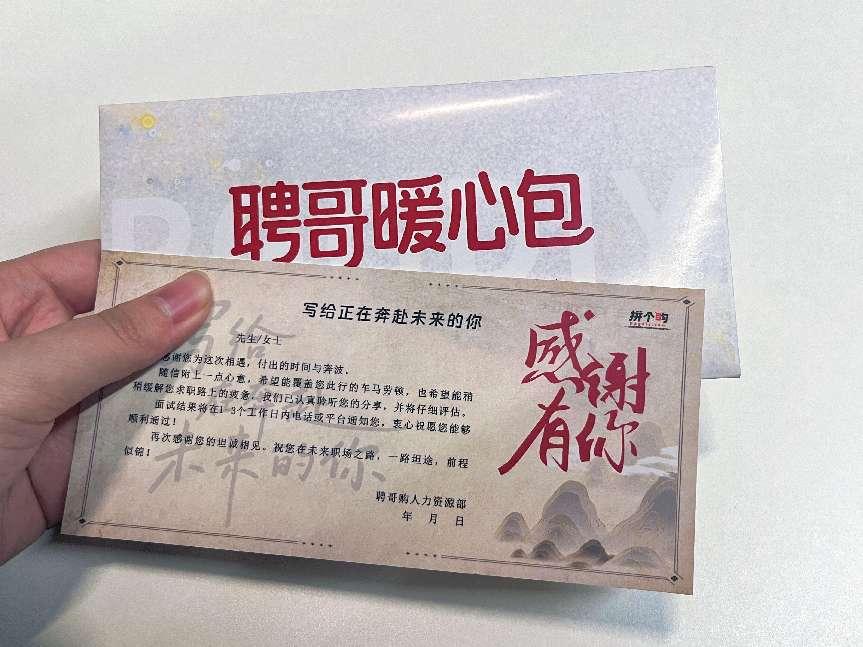 聘哥暖心包
写给正在奔赴未来的你
先生/女士
感谢您为这次相遇，付出的时间与奔波。
随信附上一点心意，希望能覆盖您此行的车马劳顿，也希望能稍
稍缓解您求职路上的疲惫。我们已认真聆听您的分享，并将仔细评估。
面试结果将在1-3个工作日内电话或平台通知您，衷心祝愿您能够
顺利通过！
再次感谢您的坦诚相见。祝您在未来职场之路，一路坦途，前程
似锦！
聘哥购人力资源部
年 月 日
拼个购
感谢
有你
写给
未来的你